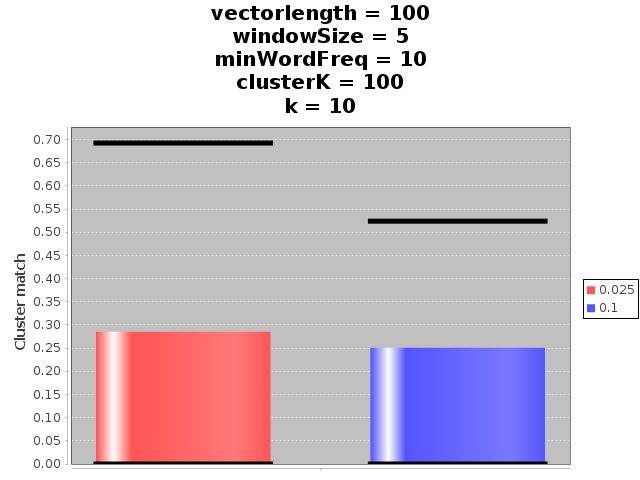 vectorlength = 100
windowSize = 5
minWordFreq = 10
clusterK = 100
k = 10
0.70
0.65
0.60
0.55
0.50
0.45
0.40
0.35
0.30
0.25
0.20
0.15
0.10
0.05
0.00
Cluster match
0.025
0.1